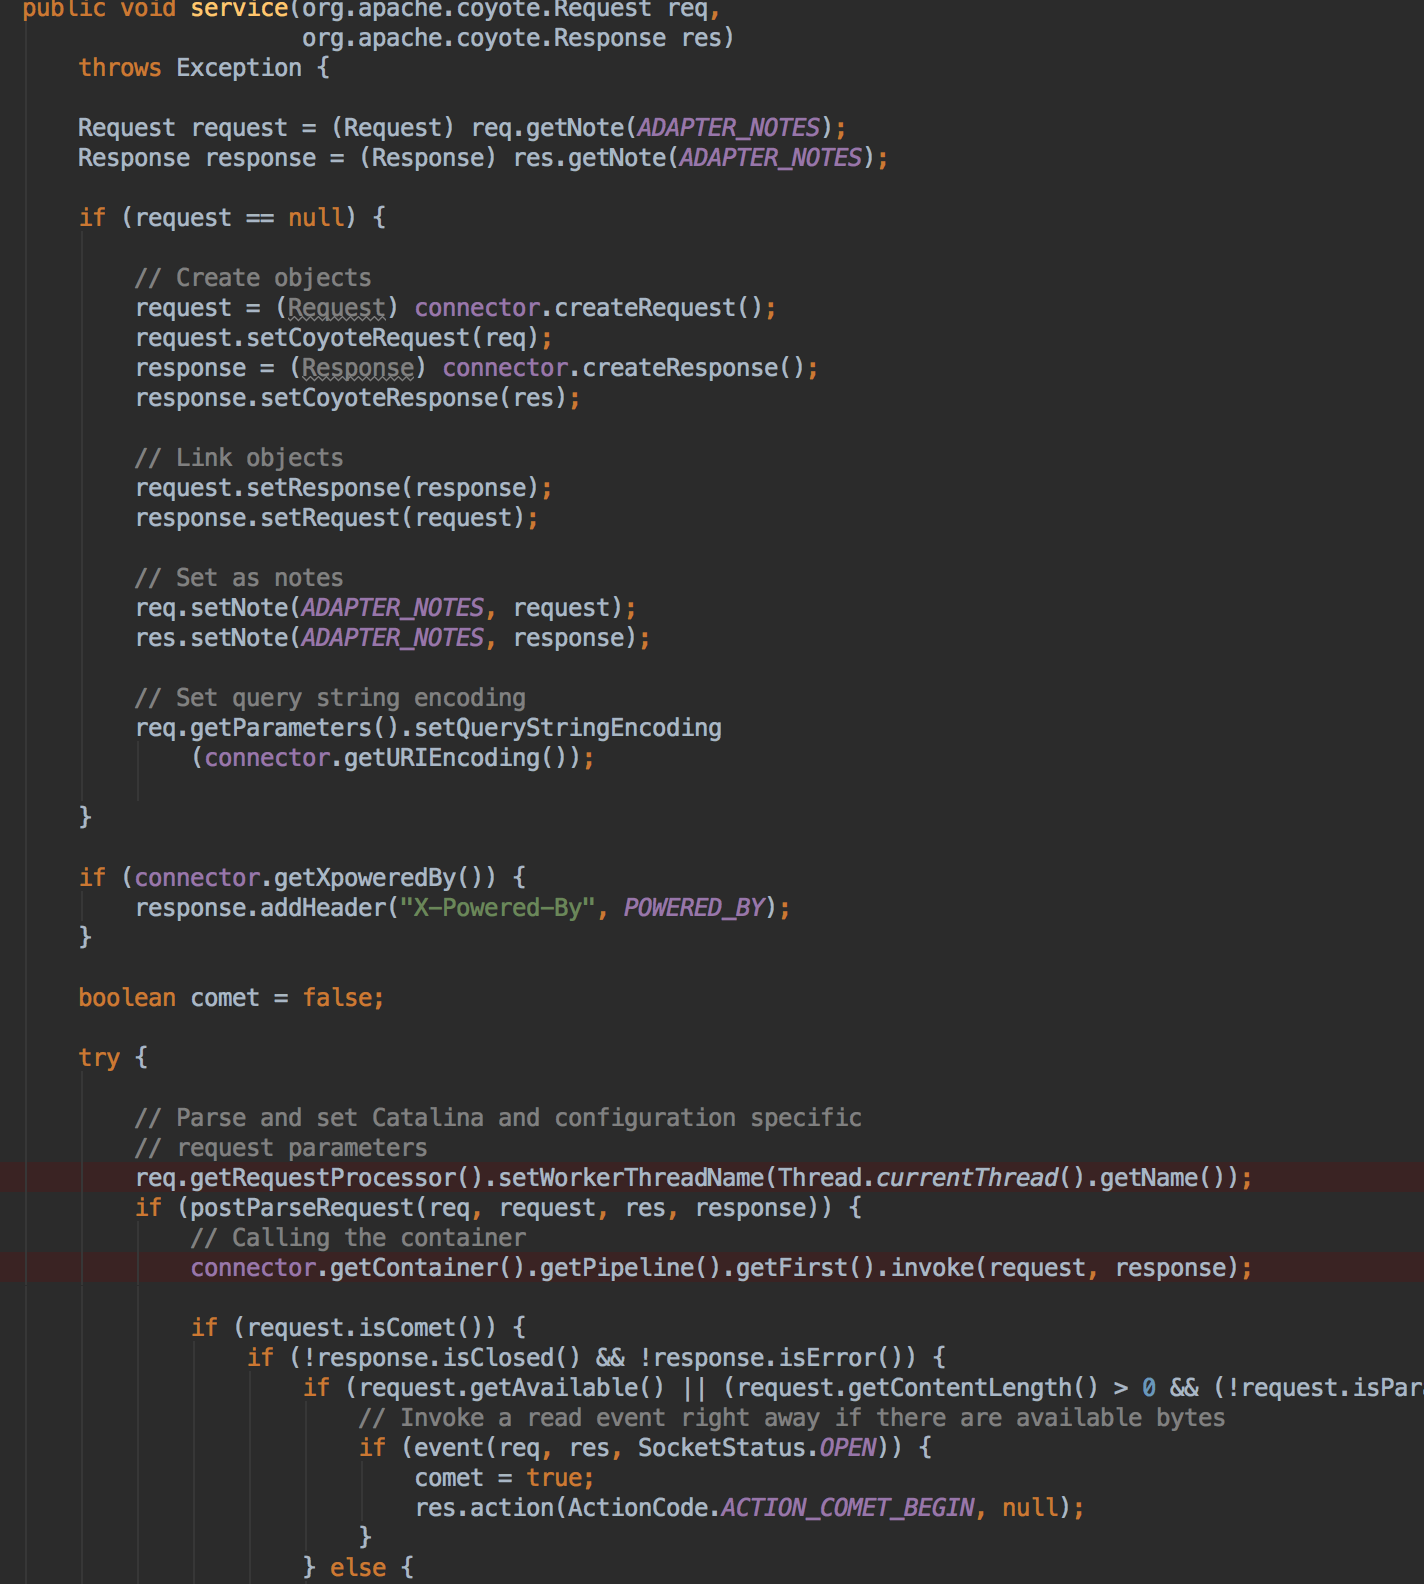 public void service(org.apache.coyote.Request req,
org.apache.coyote.Response res)
throws Exception {
Request request = (Request) req.getNote(ADAPTER_NOTES);
Response response = (Response) res.getNote(ADAPTER_NOTES);
if (request == null) {
// Create objects
request = (Request) connector.createRequest();
request.setCoyoteRequest(req);
response = (Response) connector.createResponse();
response.setCoyoteResponse(res);
// Link objects
request.setResponse(response);
response.setRequest(request);
// Set as notes
req.setNote(ADAPTER_NOTES, request);
res.setNote(ADAPTER_NOTES, response);
// Set query string encoding
req.getParameters().setQueryStringEncoding
(connector.getURIEncoding());
}
if (connector.getXpoweredBy()) {
response.addHeader("X-Powered-By", POWERED_BY);
}
boolean comet = false;
try {
// Parse and set Catalina and configuration specific
// request parameters
req.getRequestProcessor().setWorkerThreadName(Thread.currentThread().getName());
if (postParseRequest(req, request, res, response)) {
// Calling the container
connector.getContainer().getPipeline().getFirst().invoke(request, response);
if (request.isComet()) {
if (!response.isClosed() && !response.isError()) {
if (request.getAvailable() || (request.getContentLength() > 0 && (!request.isPar
// Invoke a read event right away if there are available bytes
if (event(req, res, SocketStatus.OPEN)) {
comet = true;
res.action(ActionCode.ACTION_COMET_BEGIN, null);
}
} else {